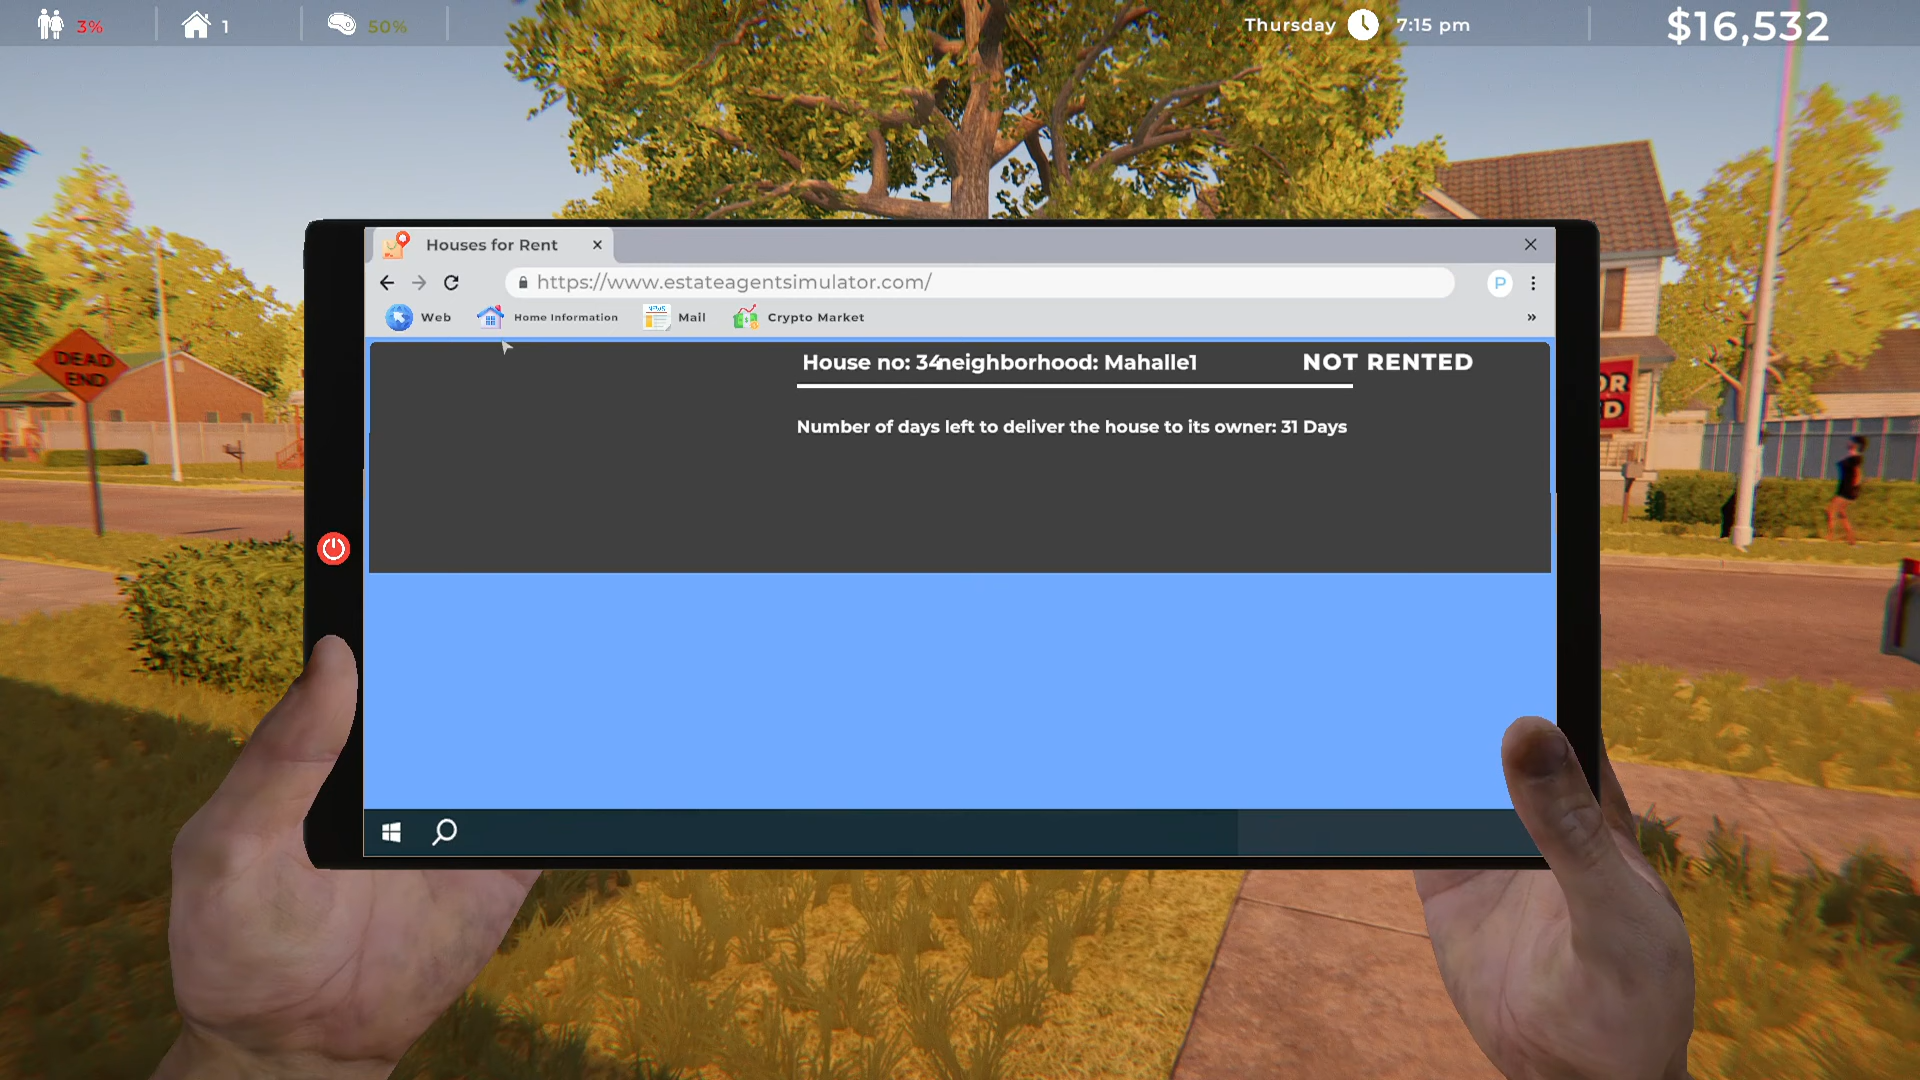 3%
1
50%
Thursday
7:15 pm
$16,532
Houses for Rent
https://www.estateagentsimulator.com/
P
Web
Home Information
Mail
Crypto Market
»
House no: 34neighborhood: Mahalle1
NOT RENTED
Number of days left to deliver the house to its owner: 31 Days
DEAD
END
OR
D